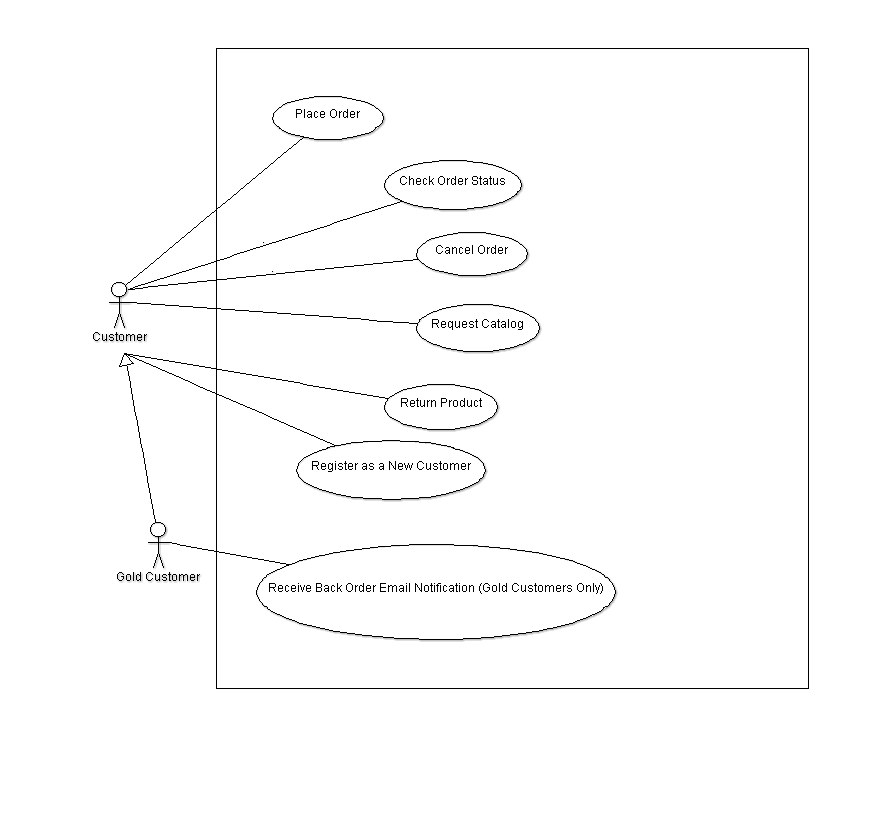 Place Order
Check Order Status
Cancel Order
Request Catalog
Customer
Return Product
Register as a New Customer
Gold Customer
Receive Back Order Email Notification (Gold Customers Only)